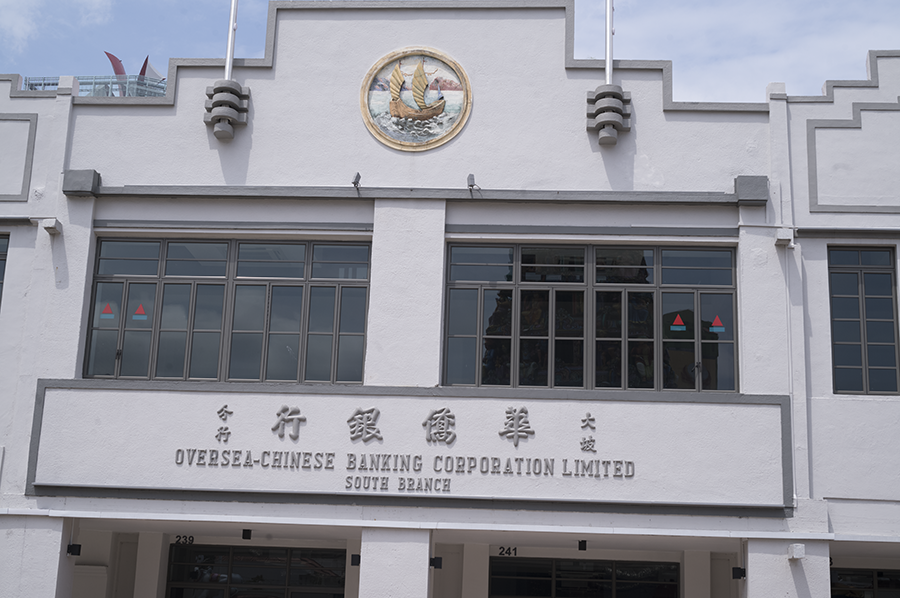 大坡 華僑銀行 分行
OVERSEA-CHINESE BANKING CORPORATION LIMITED
SOUTH BRANCH
239
241